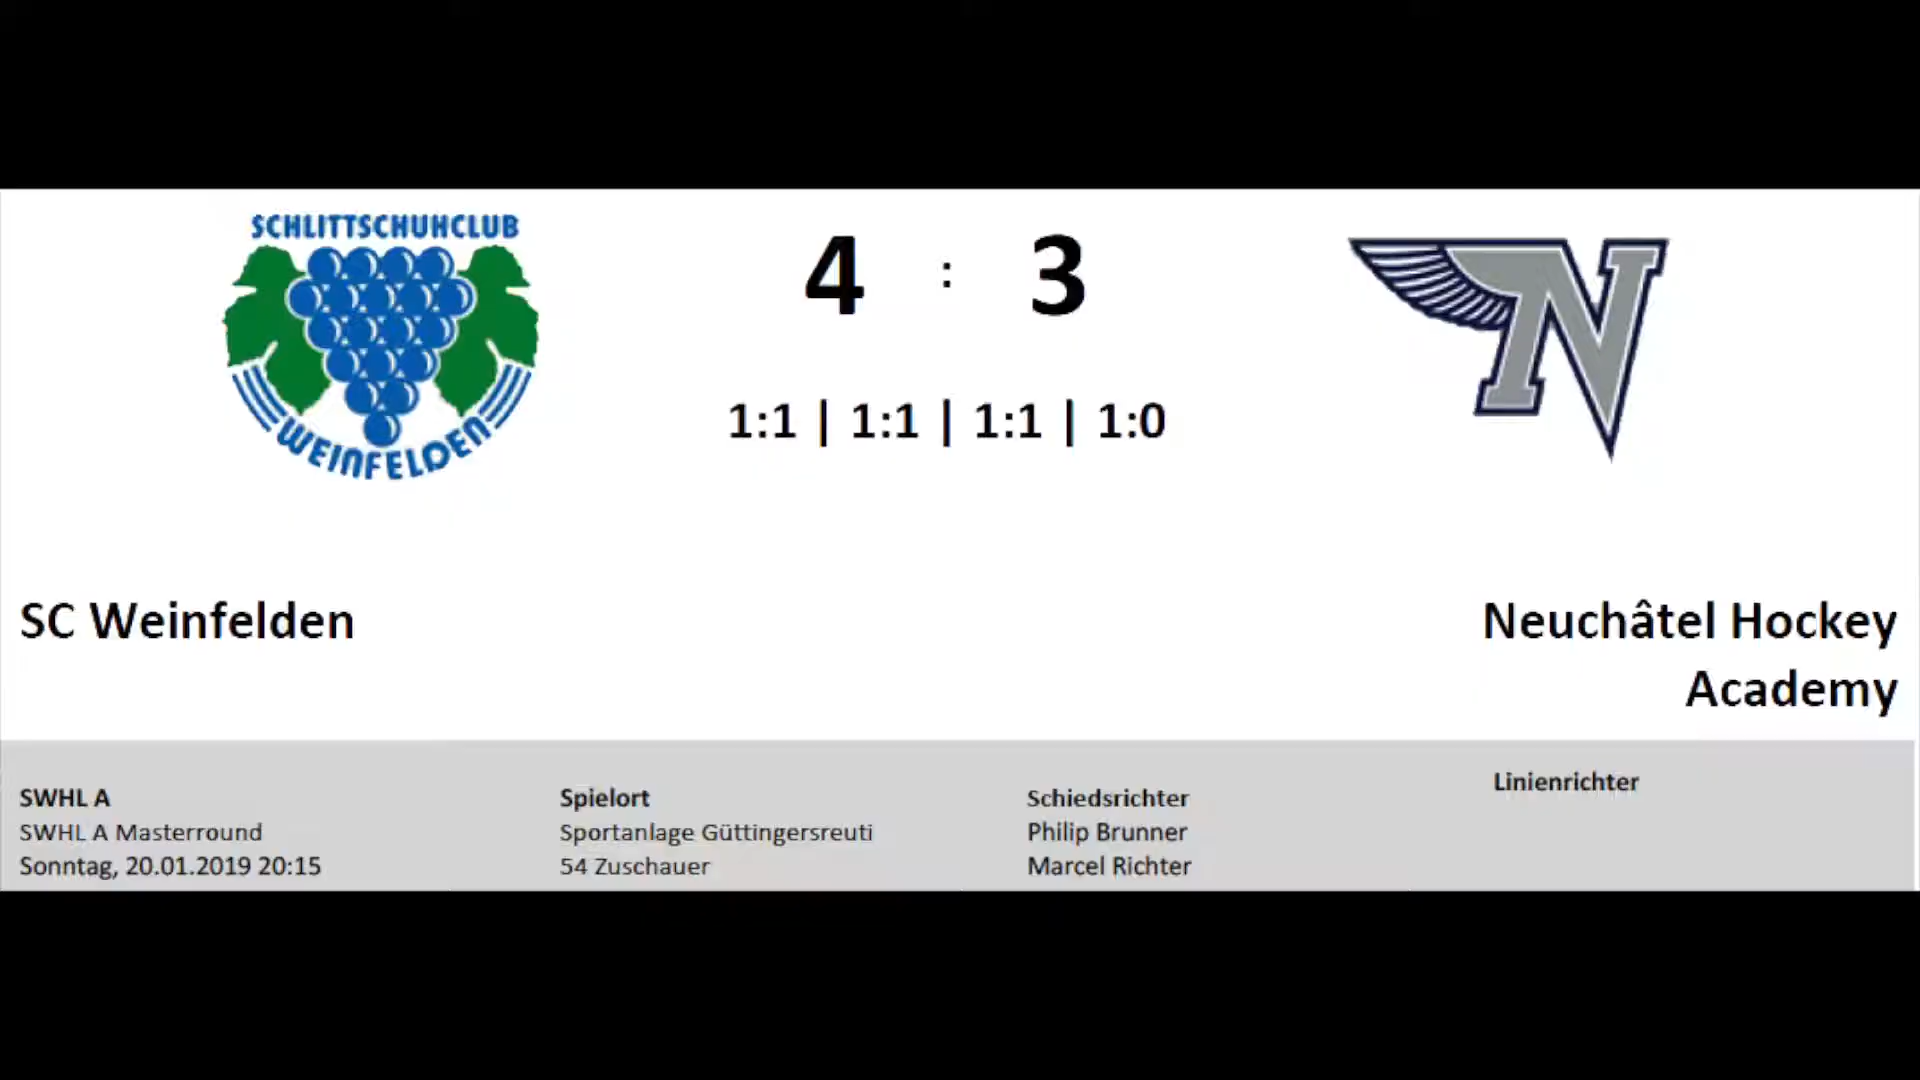 SCHLITTSCHUHCLUB
WEINFELDEN
4 : 3
N
1:1 | 1:1 | 1:1 | 1:0
SC Weinfelden
Neuchâtel Hockey
Academy
SWHL A
SWHL A Masterround
Sonntag, 20.01.2019 20:15
Spielort
Sportanlage Güttingersreuti
54 Zuschauer
Schiedsrichter
Philip Brunner
Marcel Richter
Linienrichter